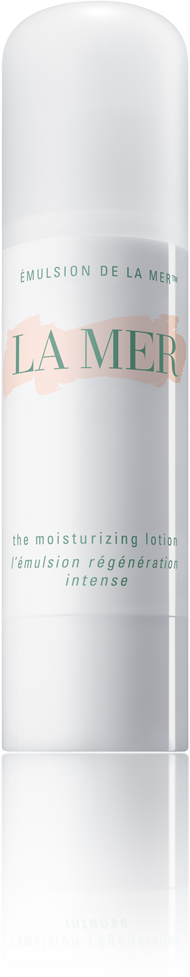 ÉMULSION DE LA MER™
LA MER
the moisturizing lotion
l'émulsion régénération
intense